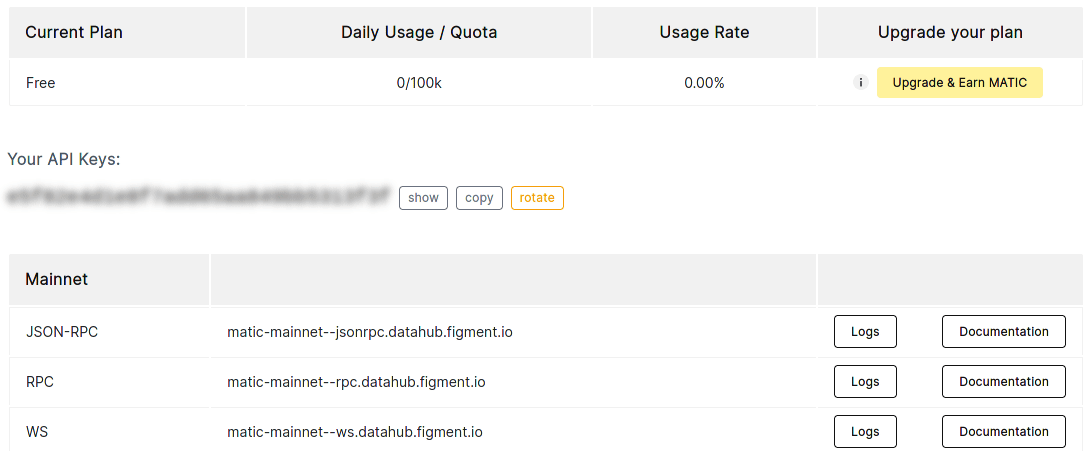 Current Plan Daily Usage / Quota Usage Rate Upgrade your plan
Free 0/100k 0.00% i Upgrade & Earn MATIC
Your API Keys:
show copy rotate
Mainnet
JSON-RPC matic-mainnet--jsonrpc.datahub.figment.io Logs Documentation
RPC matic-mainnet--rpc.datahub.figment.io Logs Documentation
WS matic-mainnet--ws.datahub.figment.io Logs Documentation